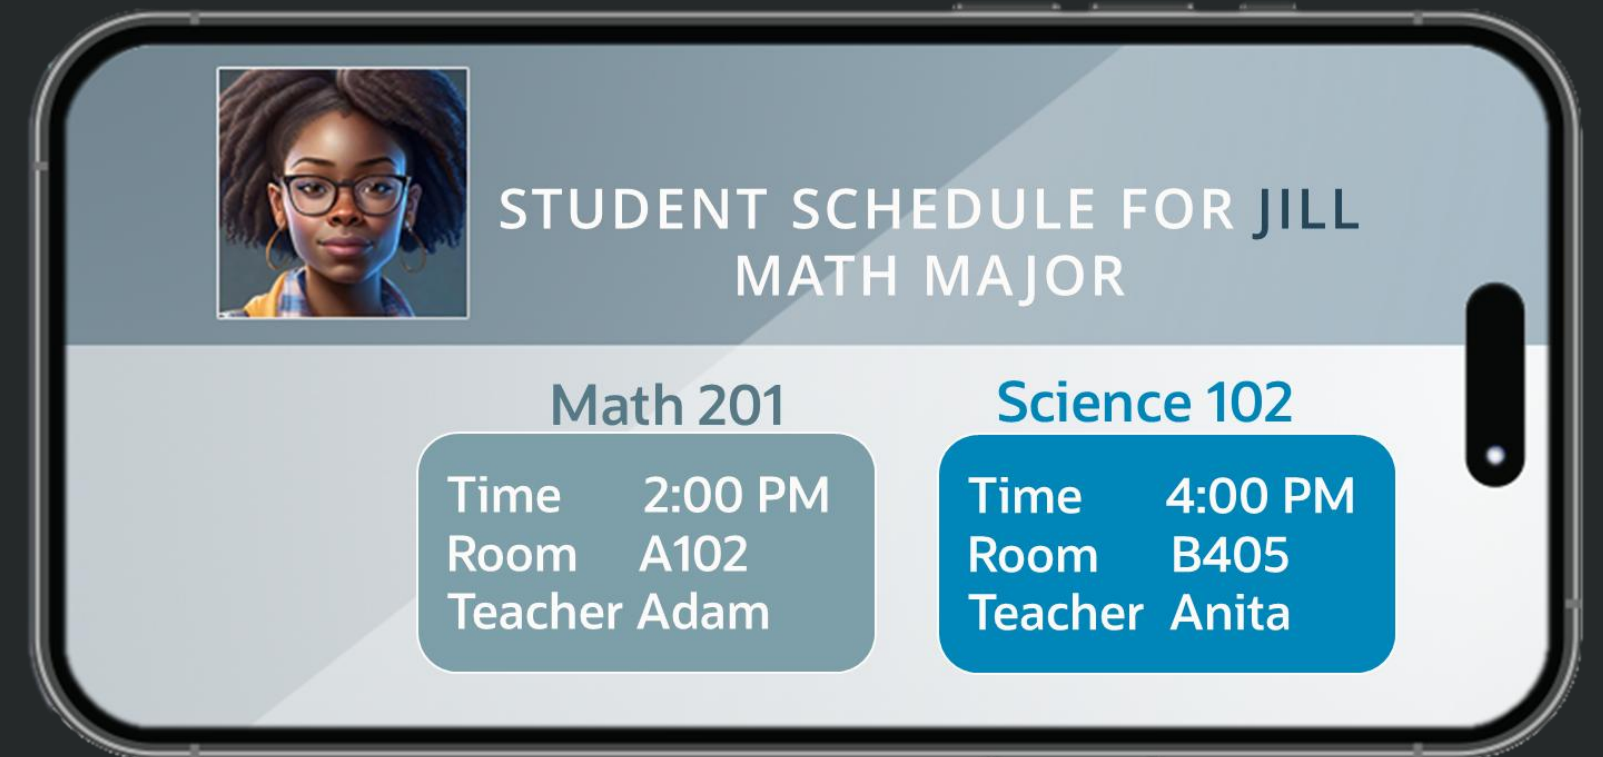 STUDENT SCHEDULE FOR JILL
MATH MAJOR
Math 201
Time 2:00 PM
Room A102
Teacher Adam
Science 102
Time 4:00 PM
Room B405
Teacher Anita